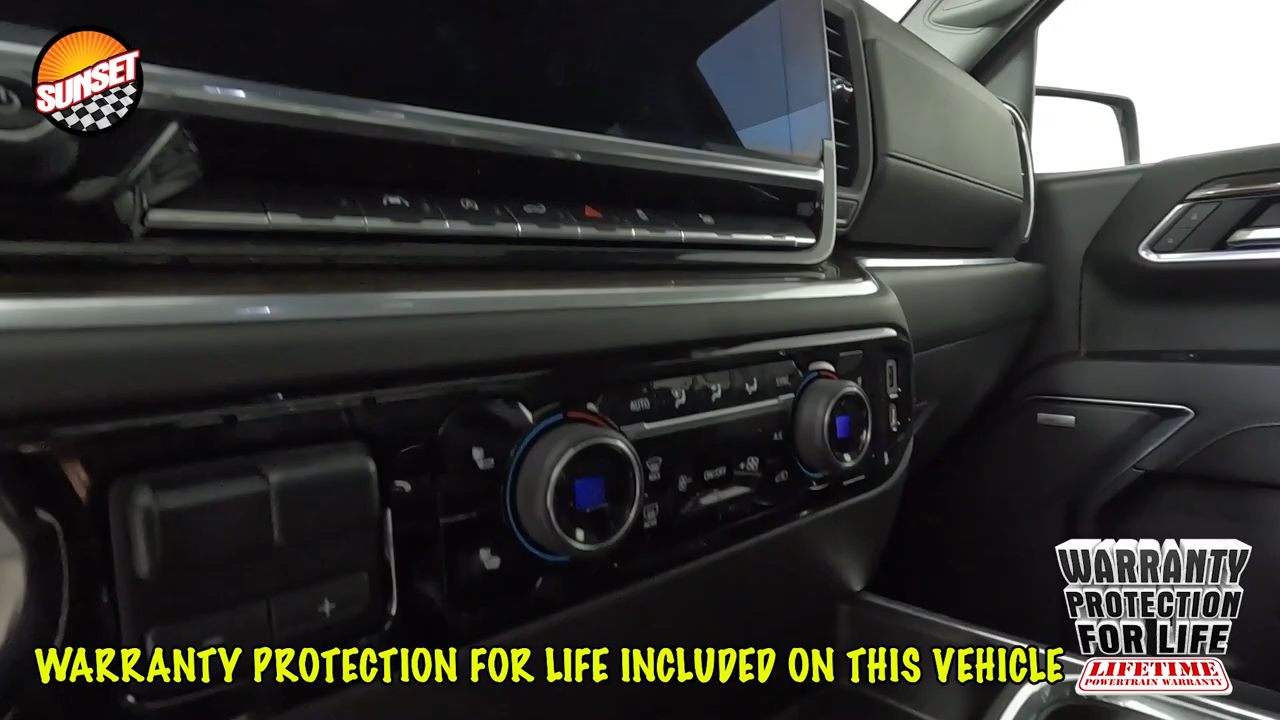 SUNSET
AUTO
ON/OFF
A/C
MAX
WARRANTY
PROTECTION
FOR LIFE
LIFETIME
POWERTRAIN WARRANTY
WARRANTY PROTECTION FOR LIFE INCLUDED ON THIS VEHICLE